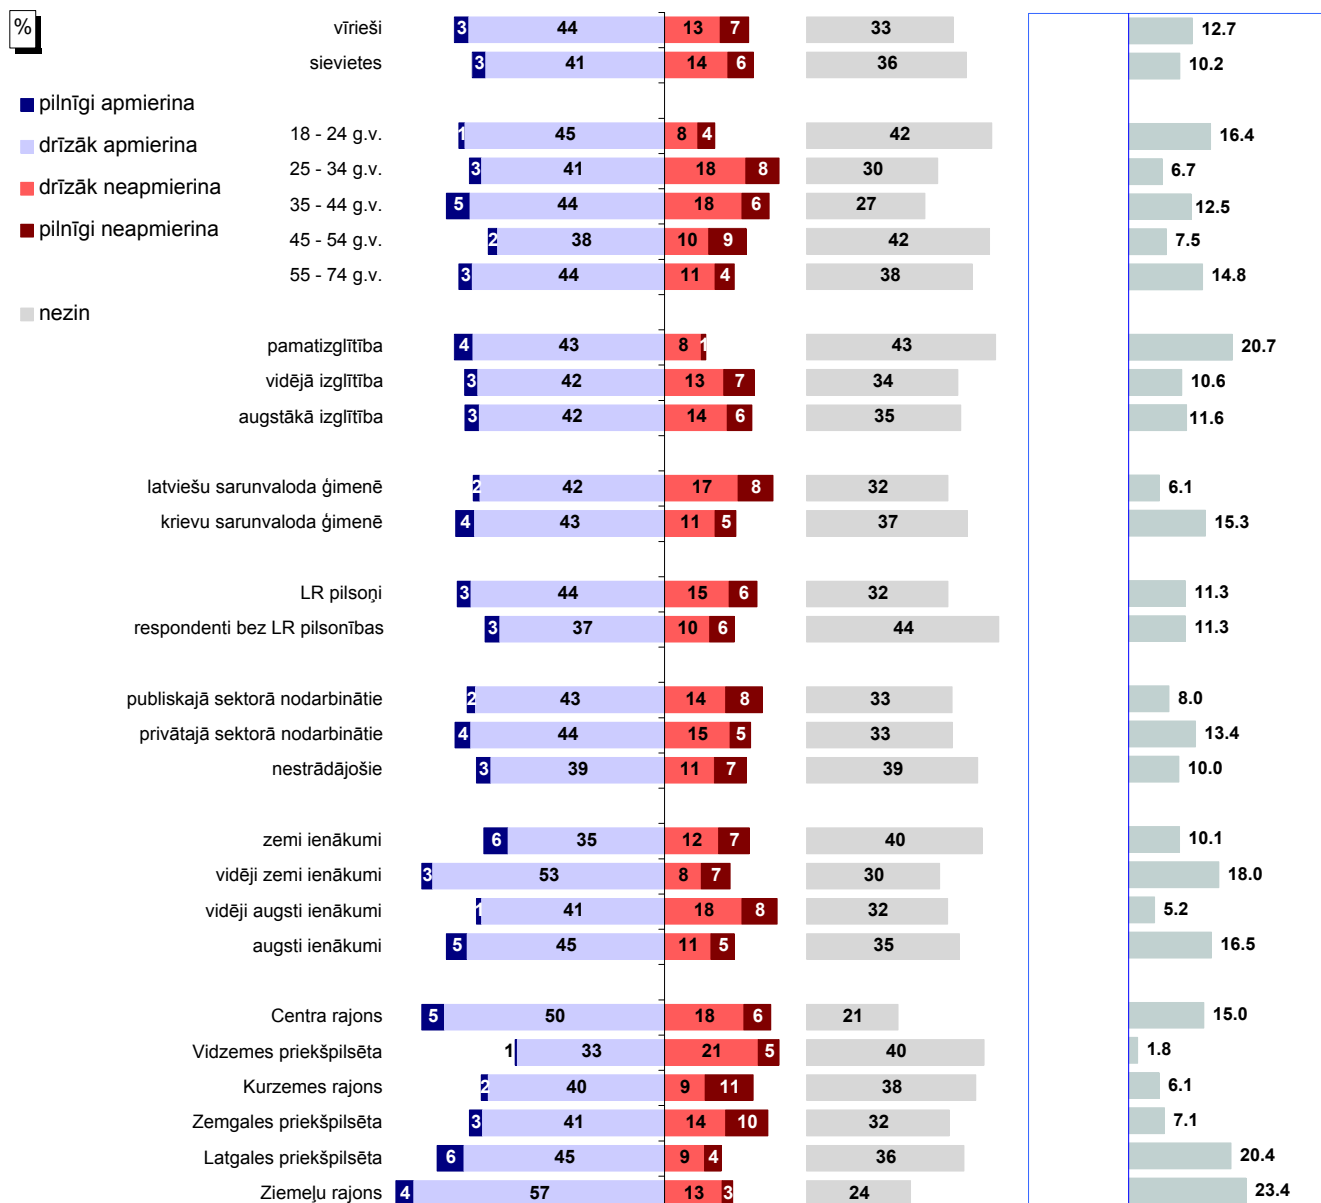 %
pilnīgi apmierina
drīzāk apmierina
drīzāk neapmierina
pilnīgi neapmierina
nezin
vīrieši 3 44 13 7 33 12.7
sievietes 3 41 14 6 36 10.2
18 - 24 g.v. 1 45 8 4 42 16.4
25 - 34 g.v. 3 41 18 8 30 6.7
35 - 44 g.v. 5 44 18 6 27 12.5
45 - 54 g.v. 2 38 10 9 42 7.5
55 - 74 g.v. 3 44 11 4 38 14.8
pamatizglītība 4 43 8 1 43 20.7
vidējā izglītība 3 42 13 7 34 10.6
augstākā izglītība 3 42 14 6 35 11.6
latviešu sarunvaloda ģimenē 2 42 17 8 32 6.1
krievu sarunvaloda ģimenē 4 43 11 5 37 15.3
LR pilsoņi 3 44 15 6 32 11.3
respondenti bez LR pilsonības 3 37 10 6 44 11.3
publiskajā sektorā nodarbinātie 2 43 14 8 33 8.0
privātajā sektorā nodarbinātie 4 44 15 5 33 13.4
nestrādājošie 3 39 11 7 39 10.0
zemi ienākumi 6 35 12 7 40 10.1
vidēji zemi ienākumi 3 53 8 7 30 18.0
vidēji augsti ienākumi 1 41 18 8 32 5.2
augsti ienākumi 5 45 11 5 35 16.5
Centra rajons 5 50 18 6 21 15.0
Vidzemes priekšpilsēta 1 33 21 5 40 1.8
Kurzemes rajons 2 40 9 11 38 6.1
Zemgales priekšpilsēta 3 41 14 10 32 7.1
Latgales priekšpilsēta 6 45 9 4 36 20.4
Ziemeļu rajons 4 57 13 3 24 23.4